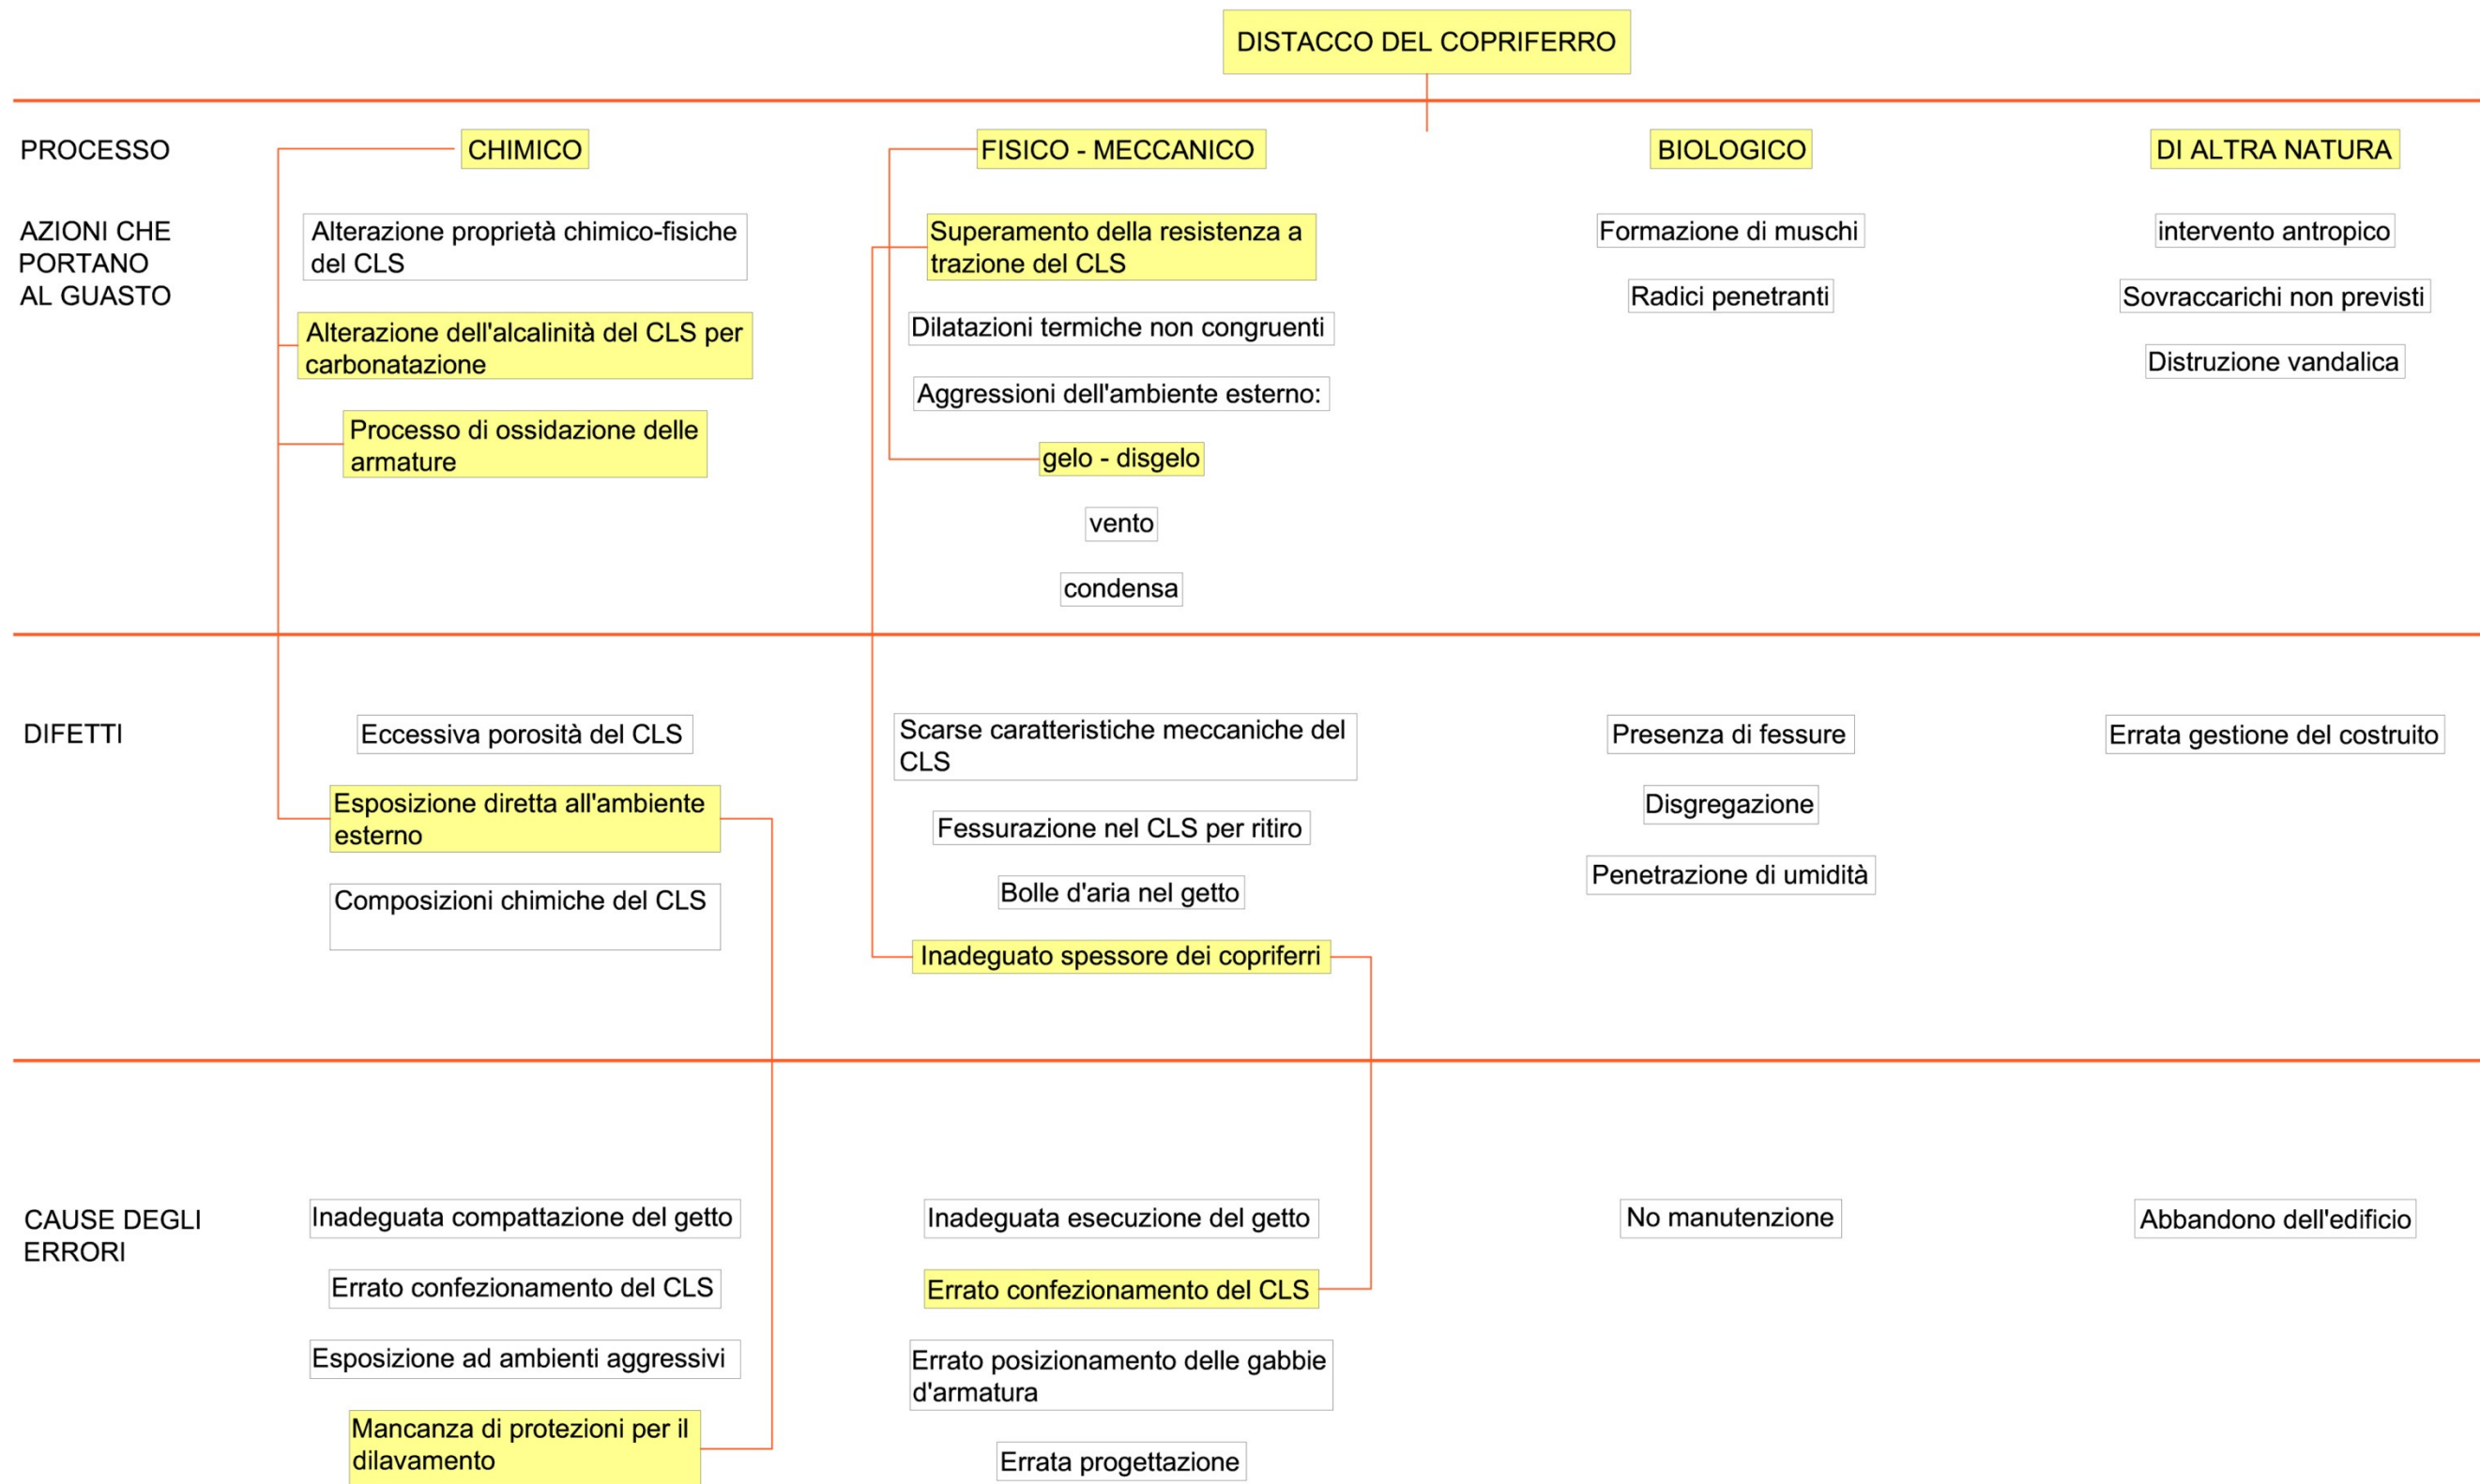 DISTACCO DEL COPRIFERRO
PROCESSO
CHIMICO
FISICO - MECCANICO
BIOLOGICO
DI ALTRA NATURA
AZIONI CHE
PORTANO
AL GUASTO
Alterazione proprietà chimico-fisiche
del CLS
Alterazione dell'alcalinità del CLS per
carbonatazione
Processo di ossidazione delle
armature
Superamento della resistenza a
trazione del CLS
Dilatazioni termiche non congruenti
Aggressioni dell'ambiente esterno:
gelo - disgelo
vento
condensa
Formazione di muschi
Radici penetranti
intervento antropico
Sovraccarichi non previsti
Distruzione vandalica
DIFETTI
Eccessiva porosità del CLS
Esposizione diretta all'ambiente
esterno
Composizioni chimiche del CLS
Scarse caratteristiche meccaniche del
CLS
Fessurazione nel CLS per ritiro
Bolle d'aria nel getto
Inadeguato spessore dei copriferri
Presenza di fessure
Disgregazione
Penetrazione di umidità
Errata gestione del costruito
CAUSE DEGLI
ERRORI
Inadeguata compattazione del getto
Errato confezionamento del CLS
Esposizione ad ambienti aggressivi
Mancanza di protezioni per il
dilavamento
Inadeguata esecuzione del getto
Errato confezionamento del CLS
Errato posizionamento delle gabbie
d'armatura
Errata progettazione
No manutenzione
Abbandono dell'edificio